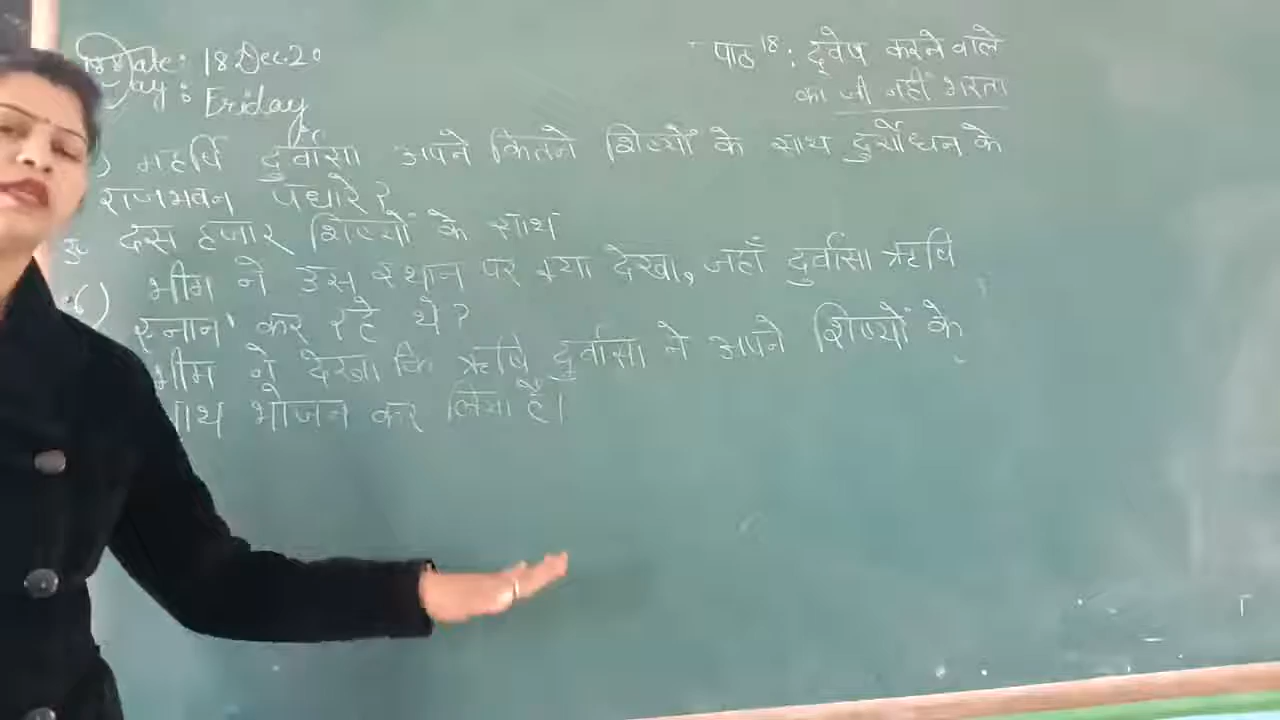 Date: 18 Dec. 20
पाठ 18: द्वेष करने वाले
Day: Friday
का जी नहीं भरता
महर्षि दुर्वासा अपने कितने शिष्यों के साथ दुर्योधन के
राजभवन पधारे?
दस हजार शिष्यों के साथ
भीम ने उस स्थान पर क्या देखा, जहाँ दुर्वासा ऋषि
स्नान कर रहे थे?
भीम ने देखा कि ऋषि दुर्वासा ने अपने शिष्यों के
साथ भोजन कर लिया है।